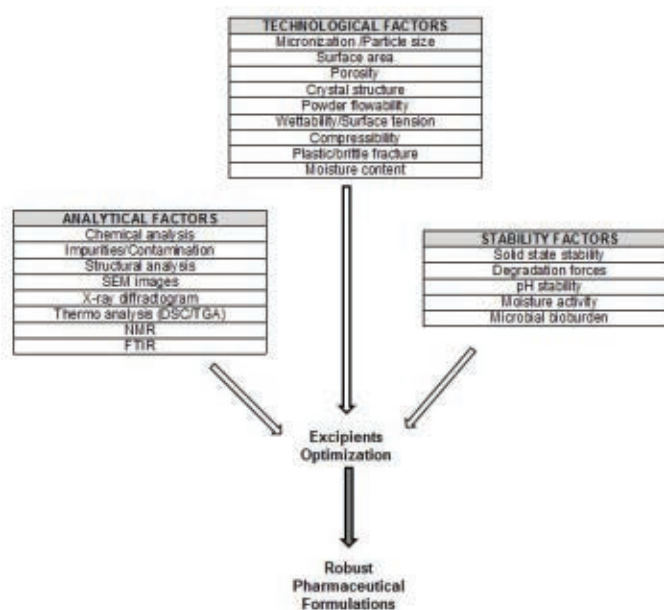 TECHNOLOGICAL FACTORS
Micronization /Particle size
Surface area
Porosity
Crystal structure
Powder flowability
Wettability/Surface tension
Compressibility
Plastic/brittle fracture
Moisture content
ANALYTICAL FACTORS
Chemical analysis
Impurities/Contamination
Structural analysis
SEM images
X-ray diffractogram
Thermo analysis (DSC/TGA)
NMR
FTIR
STABILITY FACTORS
Solid state stability
Degradation forces
pH stability
Moisture activity
Microbial bioburden
Excipients
Optimization
Robust
Pharmaceutical
Formulations